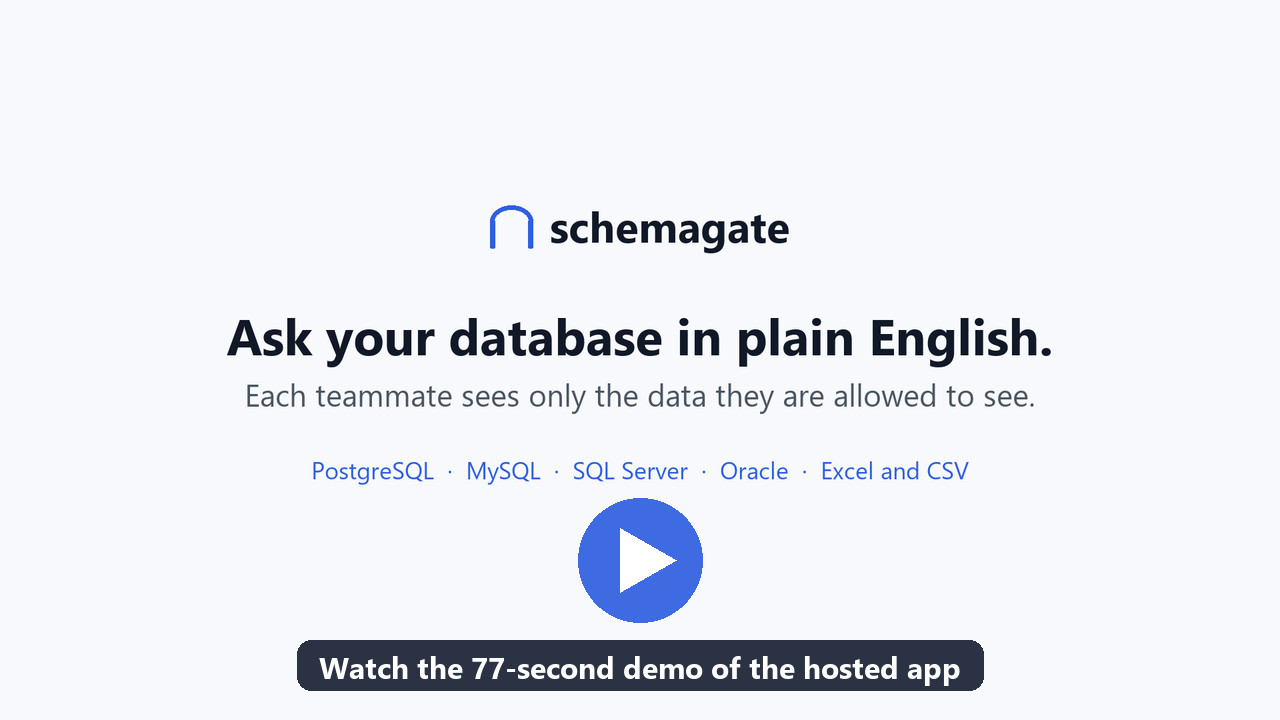 schemagate
Ask your database in plain English.
Each teammate sees only the data they are allowed to see.
PostgreSQL · MySQL · SQL Server · Oracle · Excel and CSV
Watch the 77-second demo of the hosted app